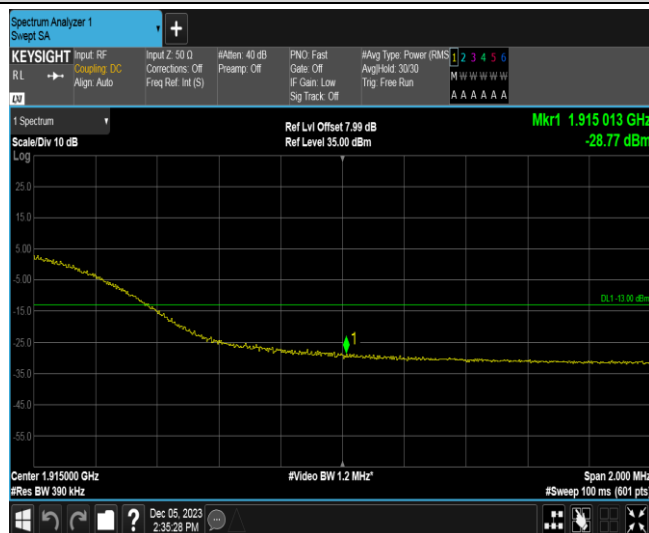 Spectrum Analyzer 1
Swept SA
+
KEYSIGHT
RL
Input: RF
Coupling: DC
Align: Auto
Input Z: 50 Ω
Corrections: Off
Freq Ref: Int (S)
#Atten: 40 dB
Preamp: Off
PNO: Fast
Gate: Off
IF Gain: Low
Sig Track: Off
#Avg Type: Power (RMS
Avg|Hold: 30/30
Trig: Free Run
1 2 3 4 5 6
M W W W W W
A A A A A A
LXI
1 Spectrum
Scale/Div 10 dB
Log
Ref Lvl Offset 7.99 dB
Ref Level 35.00 dBm
Mkr1 1.915 013 GHz
-28.77 dBm
25.0
15.0
5.00
-5.00
DL1 -13.00 dBm
-15.0
-25.0
1
-35.0
-45.0
-55.0
Center 1.915000 GHz
#Video BW 1.2 MHz*
Span 2.000 MHz
#Res BW 390 kHz
#Sweep 100 ms (601 pts)
?
Dec 05, 2023
2:35:28 PM